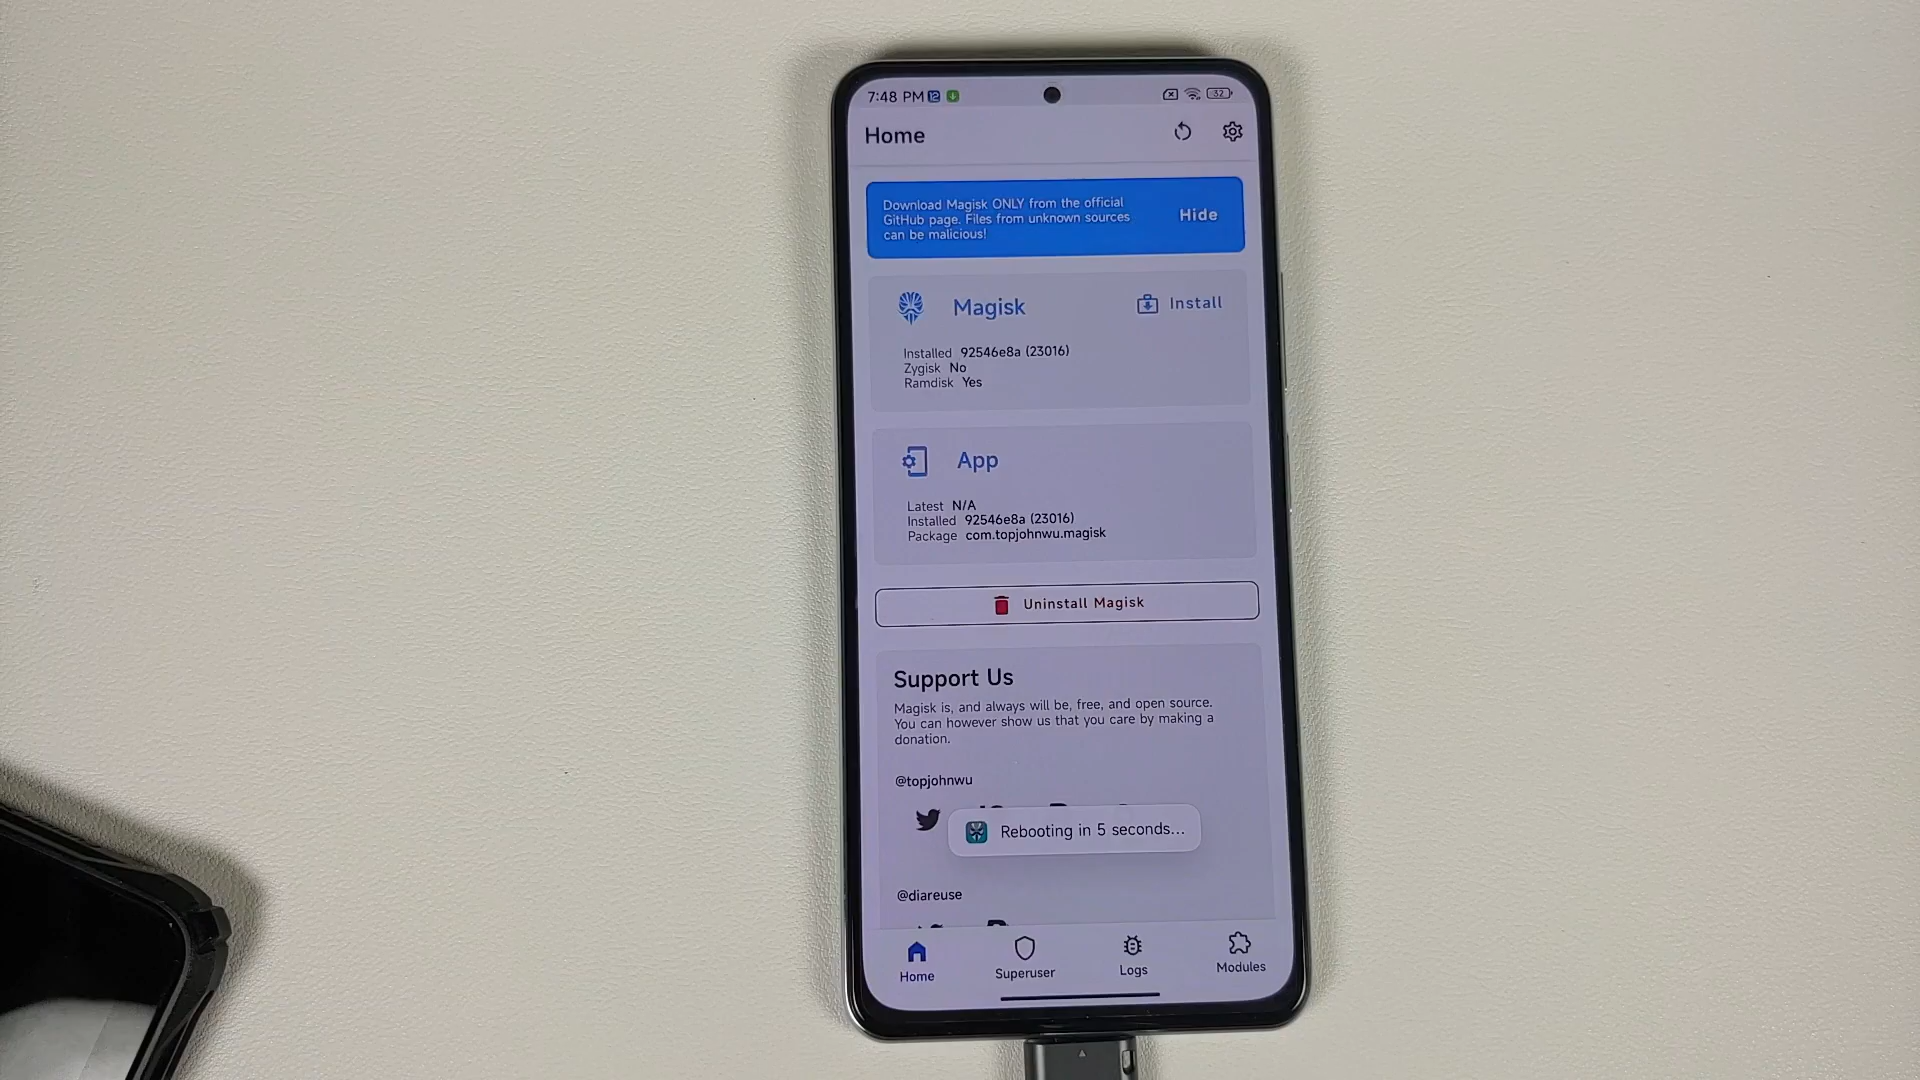 7:48 PM
32
Home
Download Magisk ONLY from the official
GitHub page. Files from unknown sources
can be malicious!
Hide
Magisk
Install
Installed 92546e8a (23016)
Zygisk No
Ramdisk Yes
App
Latest N/A
Installed 92546e8a (23016)
Package com.topjohnwu.magisk
Uninstall Magisk
Support Us
Magisk is, and always will be, free, and open source.
You can however show us that you care by making a
donation.
@topjohnwu
Rebooting in 5 seconds...
@diareuse
Home
Superuser
Logs
Modules